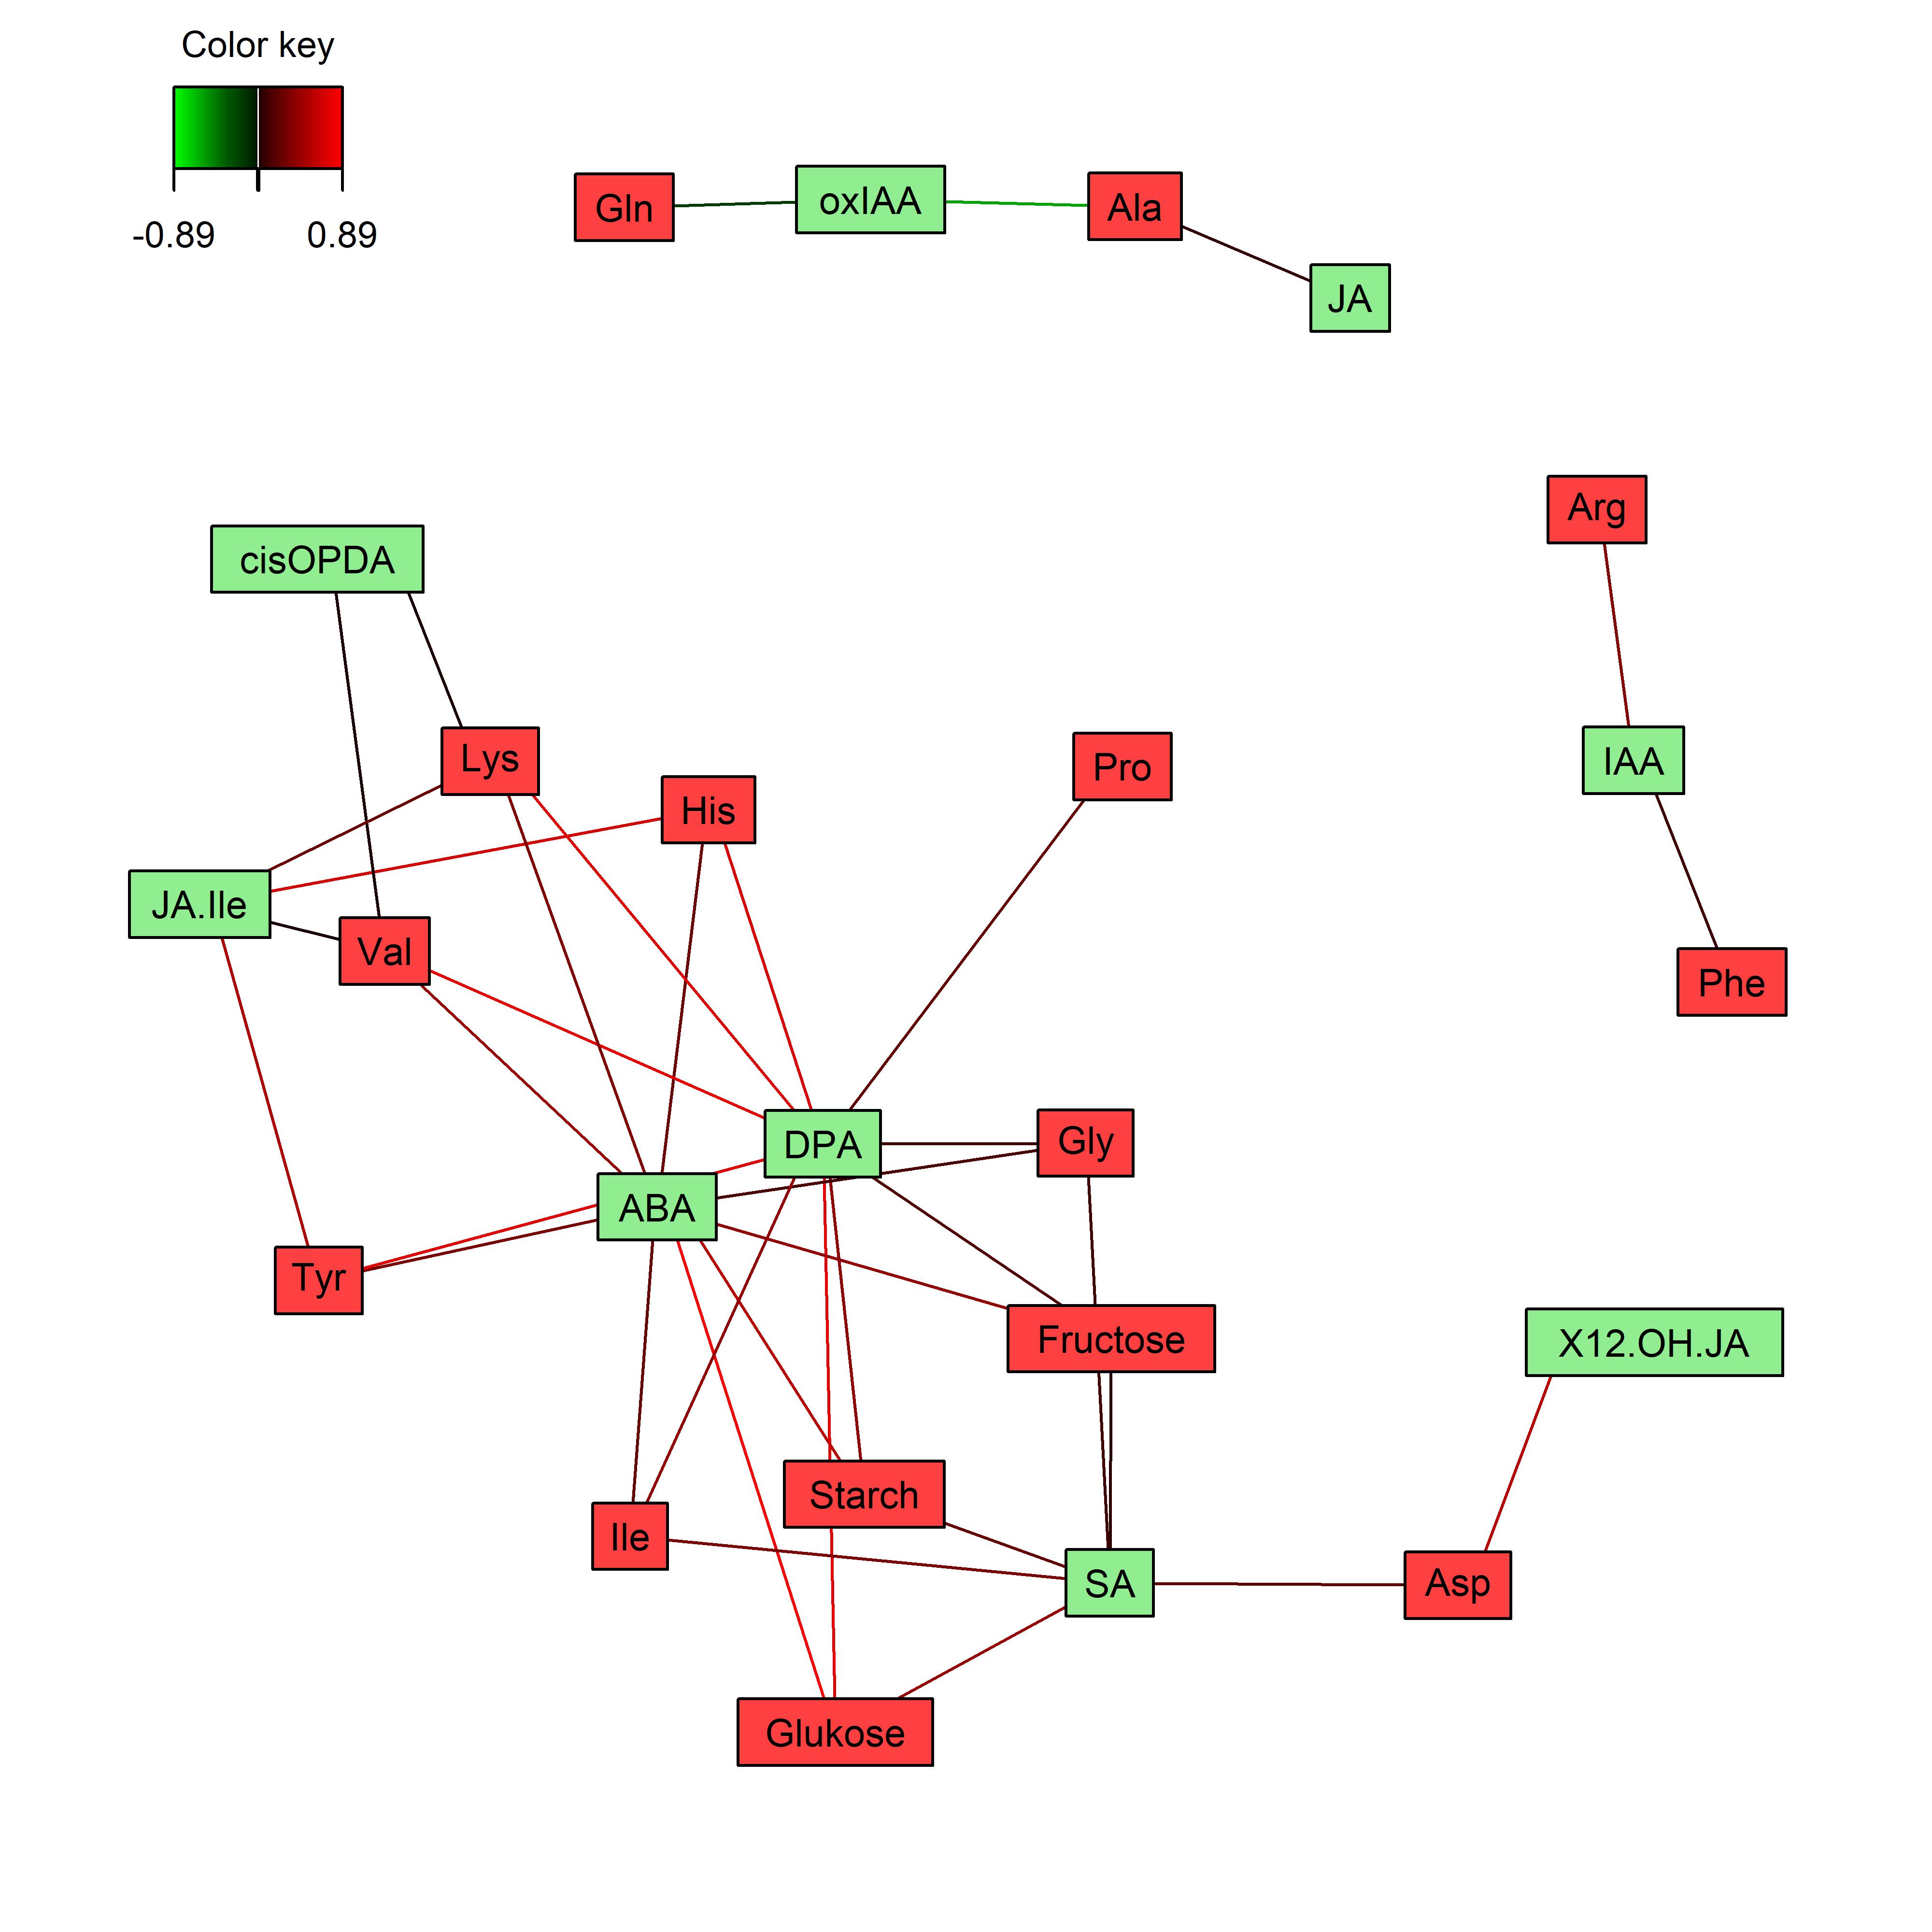 Color key
-0.89 0.89
Gln oxIAA Ala
JA
Arg
cisOPDA
Lys
His
Pro
IAA
JA.Ile
Val
Phe
DPA
Gly
ABA
Tyr
Fructose
X12.OH.JA
Starch
Ile
SA
Asp
Glukose